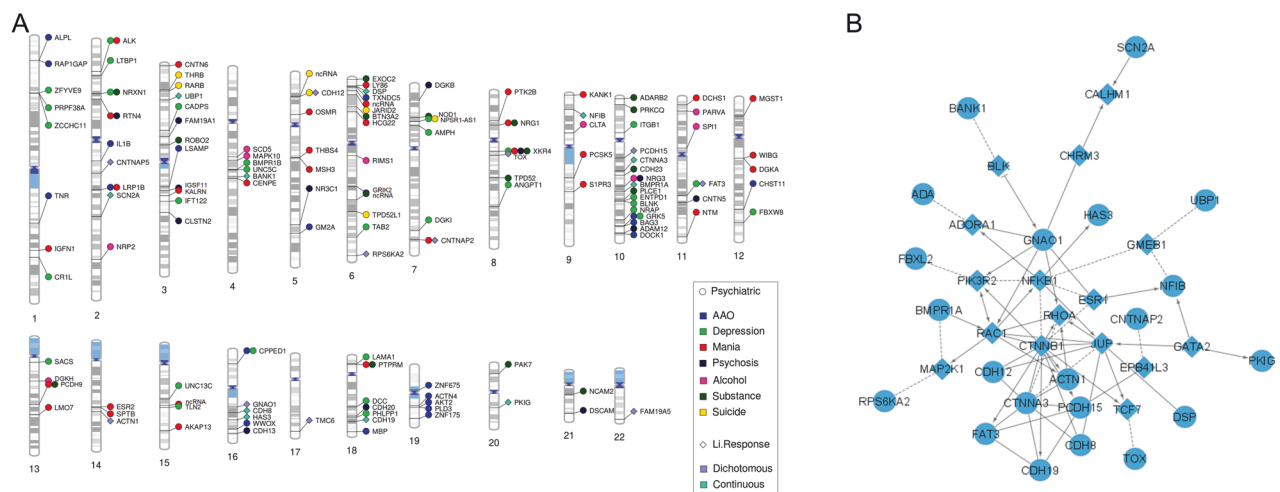 A
ALPL
RAP1GAP
ZFYVE9
PRPF38A
ZCCHC11
TNR
IGFN1
CR1L
1
ALK
LTBP1
NRXN1
RTN4
IL1B
CNTNAP5
LRP1B
SCN2A
NRP2
2
CNTN6
THRB
RARB
UBP1
CADPS
FAM19A1
ROBO2
LSAMP
IGSF11
KALRN
IFT122
CLSTN2
3
SCD5
MAPK10
BMPR1B
UNC5C
BANK1
CENPE
4
ncRNA
CDH12
OSMR
THBS4
MSH3
NR3C1
GM2A
5
EXOC2
LY86
DSP
TXNDC5
ncRNA
JARID2
BTN3A2
HCG22
RIMS1
GRIK2
ncRNA
TPD52L1
TAB2
RPS6KA2
6
DGKB
NOD1
NPSR1-AS1
AMPH
DGKI
CNTNAP2
7
PTK2B
NRG1
XKR4
TOX
TPD52
ANGPT1
8
KANK1
NFIB
CLTA
PCSK5
S1PR3
9
ADARB2
PRKCQ
ITGB1
PCDH15
CTNNA3
CDH23
NRG3
BMPR1A
PLCE1
ENTPD1
BLNK
NRAP
GRK5
BAG3
ADAM12
DOCK1
10
DCHS1
PARVA
SPI1
FAT3
CNTN5
NTM
11
MGST1
WIBG
DGKA
CHST11
FBXW8
12
SACS
DGKH
PCDH9
LMO7
13
ESR2
SPTB
ACTN1
14
UNC13C
ncRNA
TLN2
AKAP13
15
CPPED1
GNAO1
CDH8
HAS3
WWOX
CDH13
16
TMC6
17
LAMA1
PTPRM
DCC
CDH20
PHLPP1
CDH19
MBP
18
ZNF675
ACTN4
AKT2
PLD3
ZNF175
19
PAK7
PKIG
20
NCAM2
DSCAM
21
FAM19A5
22
Psychiatric
AAO
Depression
Mania
Psychosis
Alcohol
Substance
Suicide
Li.Response
Dichotomous
Continuous
B
SCN2A
CALHM1
BANK1
BLK
CHRM3
ADA
ADORA1
HAS3
UBP1
GNAO1
GMEB1
FBXL2
PIK3R2
NFKB1
ESR1
NFIB
BMPR1A
RHOA
CNTNAP2
RAC1
CTNNB1
JUP
GATA2
PKIG
MAP2K1
CDH12
ACTN1
EPB41L3
RPS6KA2
CTNNA3
PCDH15
TCF7
DSP
FAT3
CDH8
CDH19
TOX